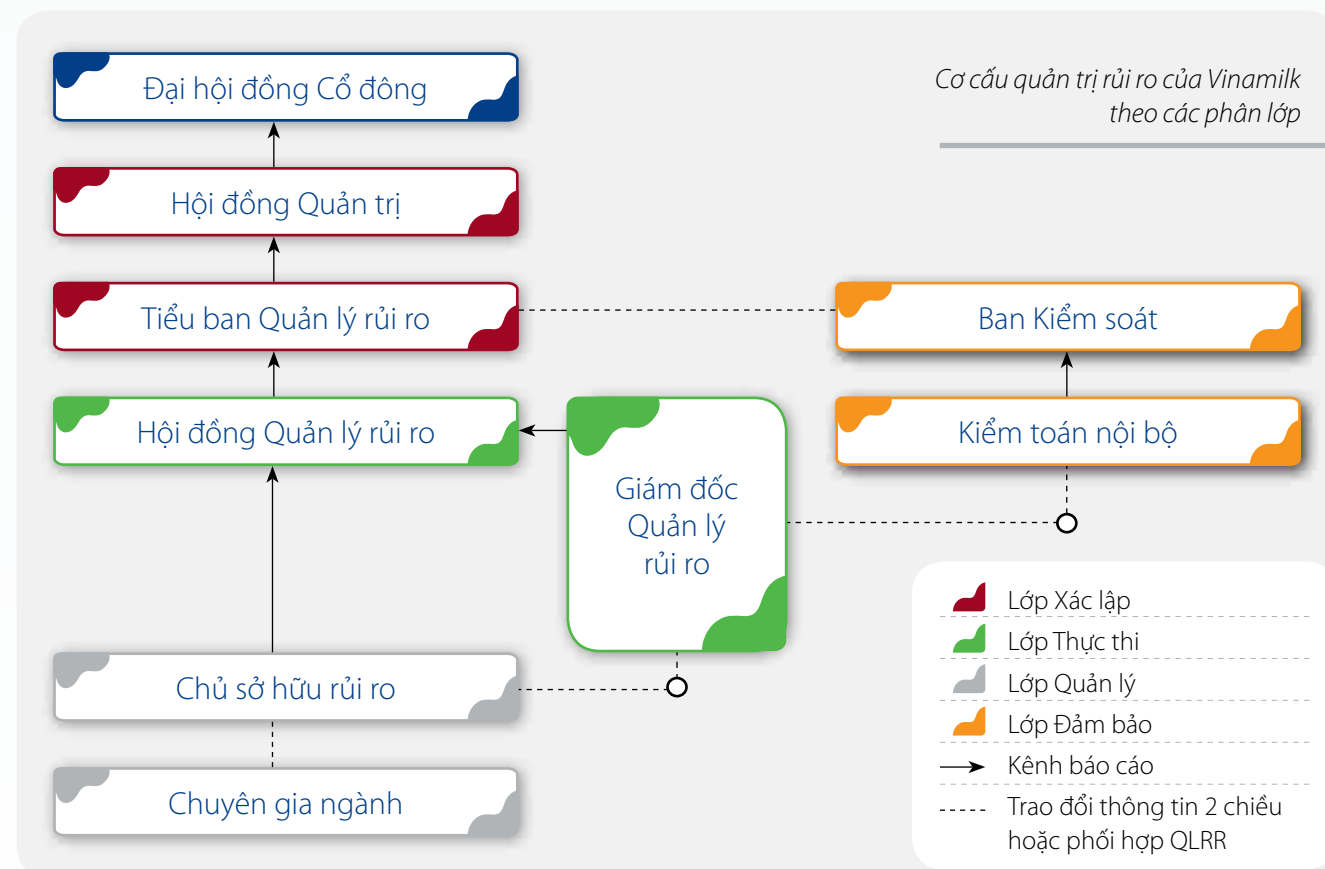 Cơ cấu quản trị rủi ro của Vinamilk
theo các phân lớp
Đại hội đồng Cổ đông
Hội đồng Quản trị
Tiểu ban Quản lý rủi ro
Ban Kiểm soát
Hội đồng Quản lý rủi ro
Giám đốc
Quản lý
rủi ro
Kiểm toán nội bộ
Chủ sở hữu rủi ro
Chuyên gia ngành
Lớp Xác lập
Lớp Thực thi
Lớp Quản lý
Lớp Đảm bảo
Kênh báo cáo
Trao đổi thông tin 2 chiều
hoặc phối hợp QLRR